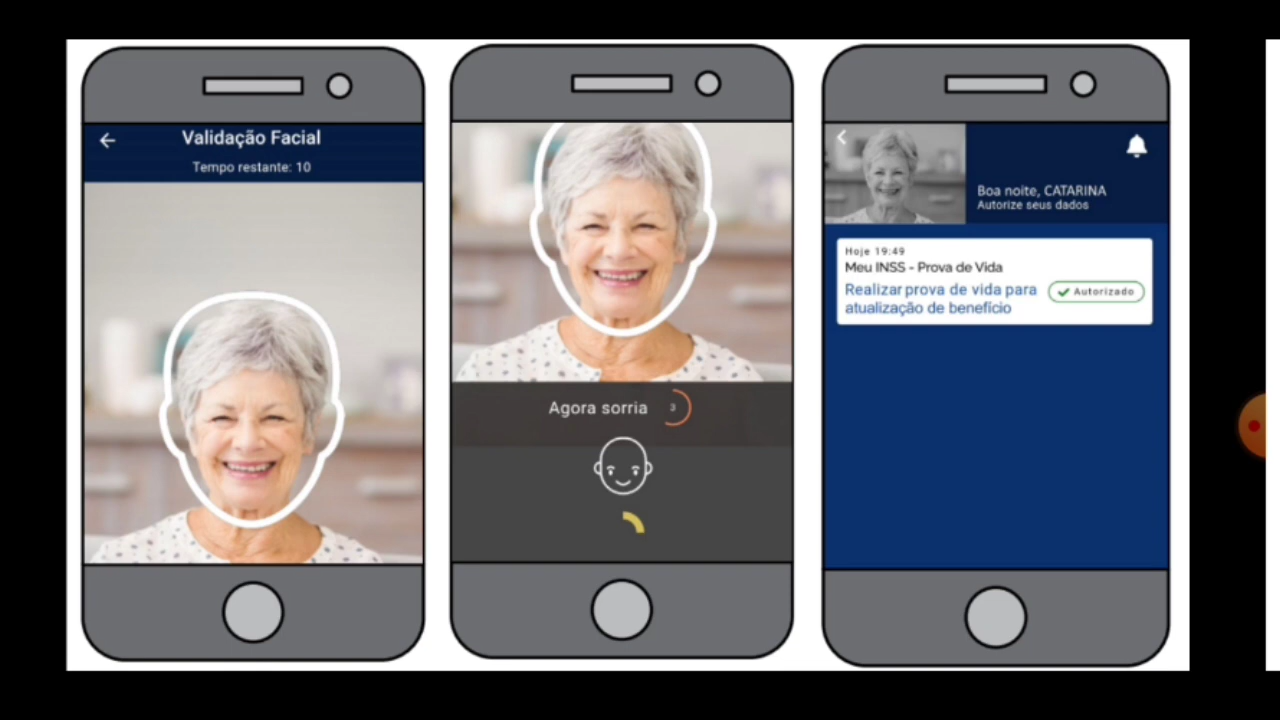 Validação Facial
Tempo restante: 10
Agora sorria 3
Boa noite, CATARINA
Autorize seus dados
Hoje 19:49
Meu INSS - Prova de Vida
Realizar prova de vida para
atualização de benefício
Autorizado